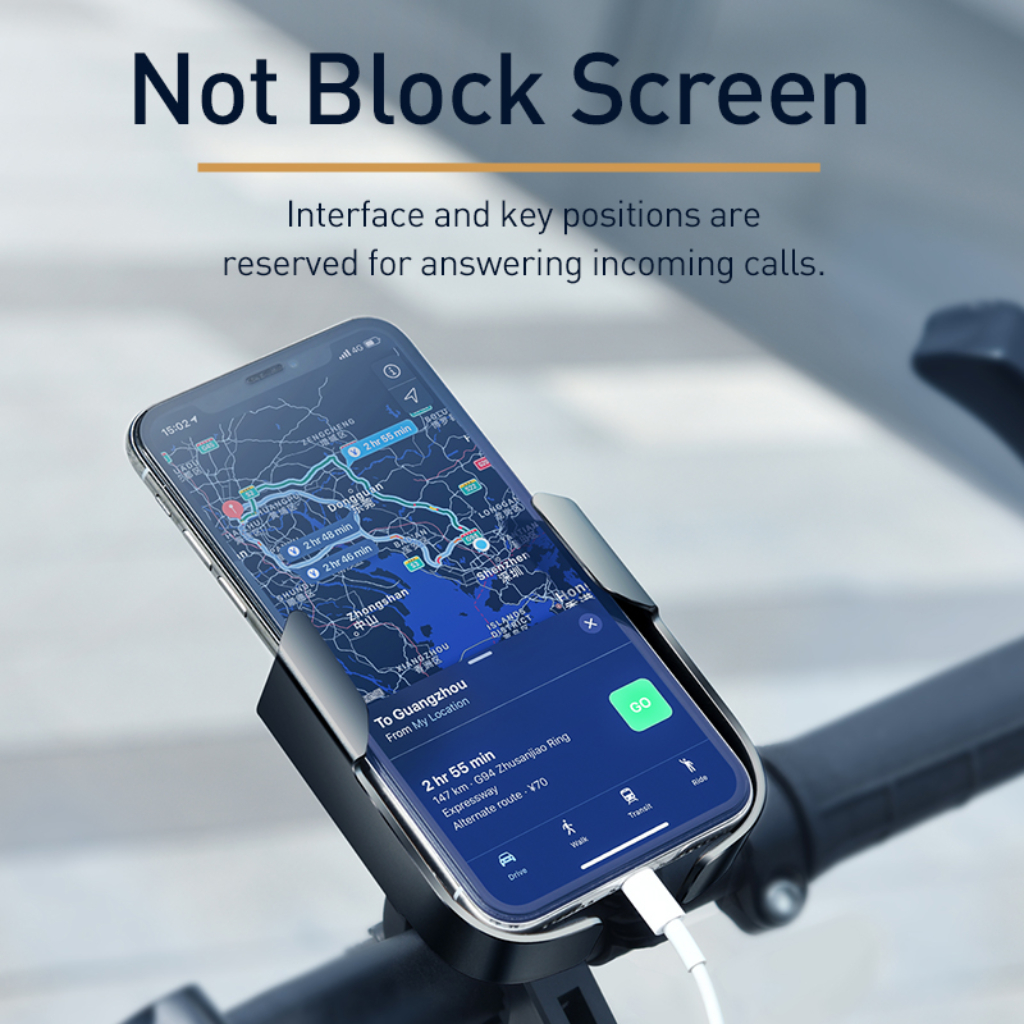 Not Block Screen
Interface and key positions are
reserved for answering incoming calls.
15:02
4G
ZENGCHENG
2 hr 55 min
Dongguan
2 hr 48 min
2 hr 46 min
Shenzhen
深圳
Zhongshan
中山
ISLANDS
DISTRICT
XIANGZHOU
To Guangzhou
From My Location
GO
2 hr 55 min
147 km · G94 Zhusanjiao Ring
Expressway
Alternate route · ¥70
Drive
Walk
Transit
Ride